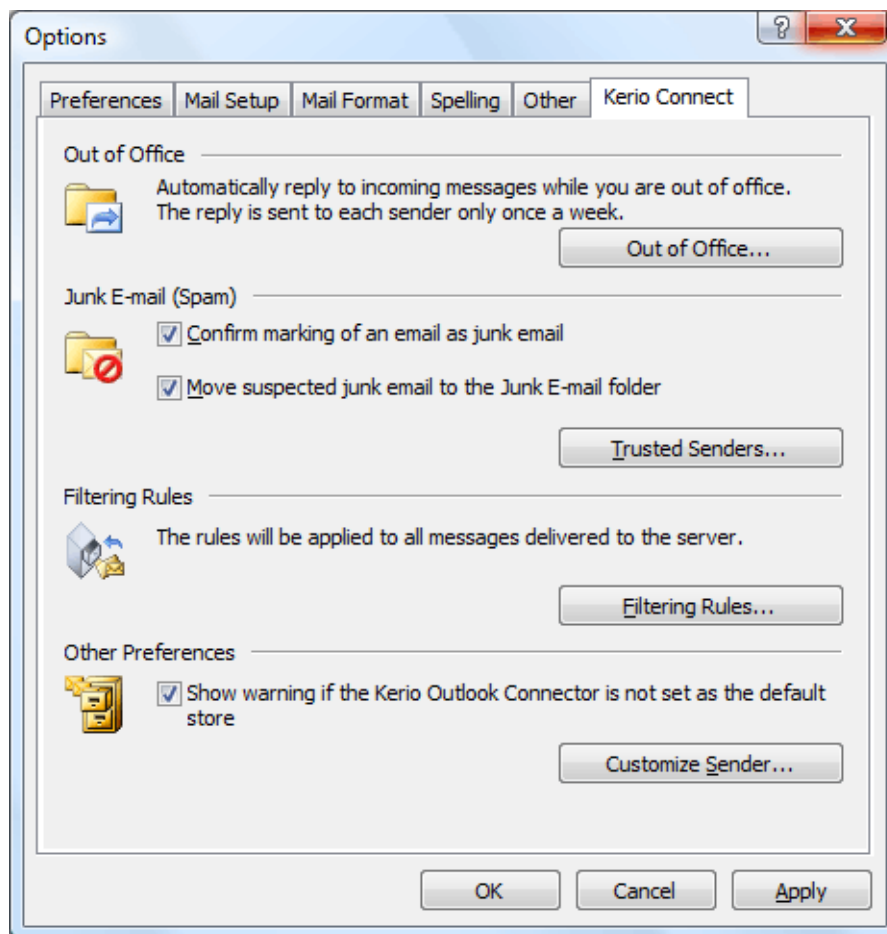 Options
Preferences Mail Setup Mail Format Spelling Other Kerio Connect
Out of Office
Automatically reply to incoming messages while you are out of office.
The reply is sent to each sender only once a week.
Out of Office...
Junk E-mail (Spam)
Confirm marking of an email as junk email
Move suspected junk email to the Junk E-mail folder
Trusted Senders...
Filtering Rules
The rules will be applied to all messages delivered to the server.
Filtering Rules...
Other Preferences
Show warning if the Kerio Outlook Connector is not set as the default
store
Customize Sender...
OK Cancel Apply